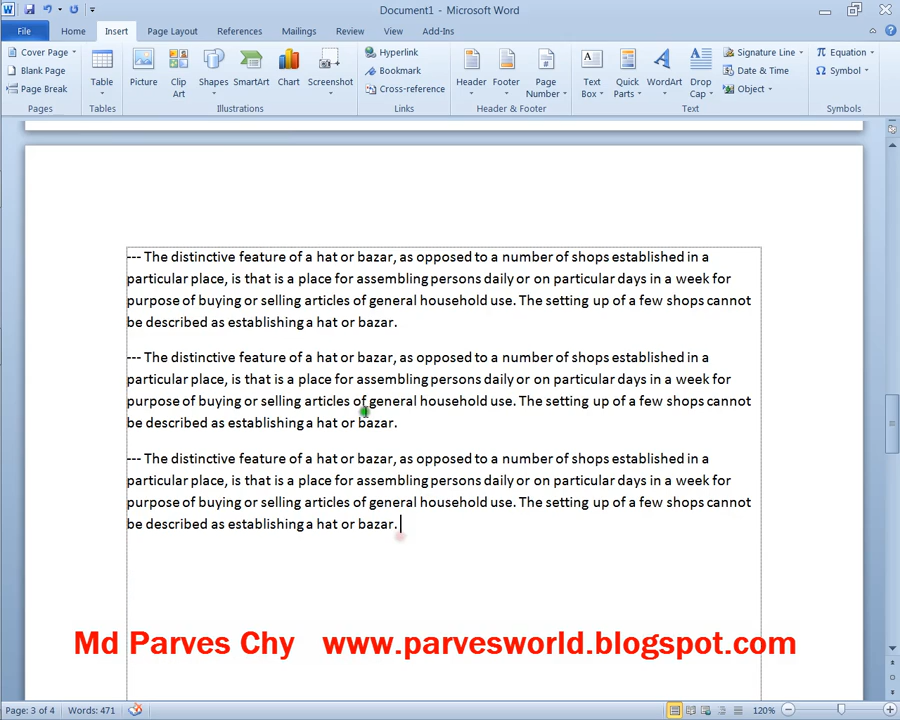 Document1 - Microsoft Word
File Home Insert Page Layout References Mailings Review View Add-Ins
Cover Page
Blank Page
Page Break
Pages
Table
Tables
Picture
Clip
Art
Shapes
SmartArt
Chart
Screenshot
Illustrations
Hyperlink
Bookmark
Cross-reference
Links
Header
Footer
Page
Number
Header & Footer
Text
Box
Quick
Parts
WordArt
Drop
Cap
Signature Line
Date & Time
Object
Text
Equation
Symbol
Symbols
--- The distinctive feature of a hat or bazar, as opposed to a number of shops established in a
particular place, is that is a place for assembling persons daily or on particular days in a week for
purpose of buying or selling articles of general household use. The setting up of a few shops cannot
be described as establishing a hat or bazar.
--- The distinctive feature of a hat or bazar, as opposed to a number of shops established in a
particular place, is that is a place for assembling persons daily or on particular days in a week for
purpose of buying or selling articles of general household use. The setting up of a few shops cannot
be described as establishing a hat or bazar.
--- The distinctive feature of a hat or bazar, as opposed to a number of shops established in a
particular place, is that is a place for assembling persons daily or on particular days in a week for
purpose of buying or selling articles of general household use. The setting up of a few shops cannot
be described as establishing a hat or bazar.
Md Parves Chy www.parvesworld.blogspot.com
Page: 3 of 4 Words: 471 120%